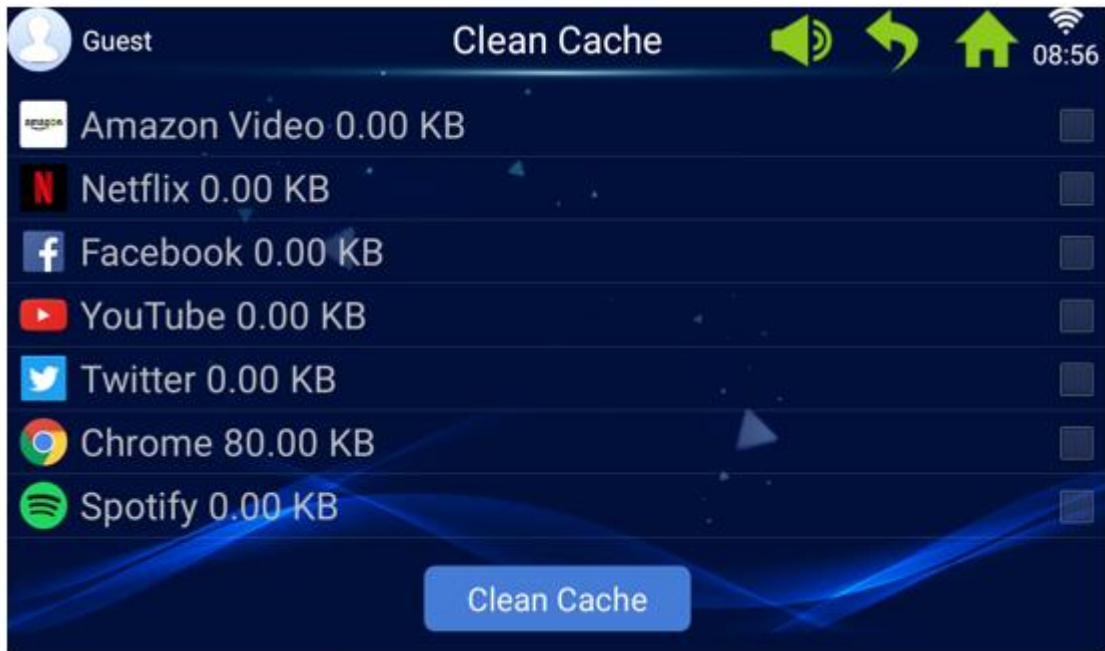 Guest
Clean Cache
08:56
amazon
Amazon Video 0.00 KB
Netflix 0.00 KB
Facebook 0.00 KB
YouTube 0.00 KB
Twitter 0.00 KB
Chrome 80.00 KB
Spotify 0.00 KB
Clean Cache